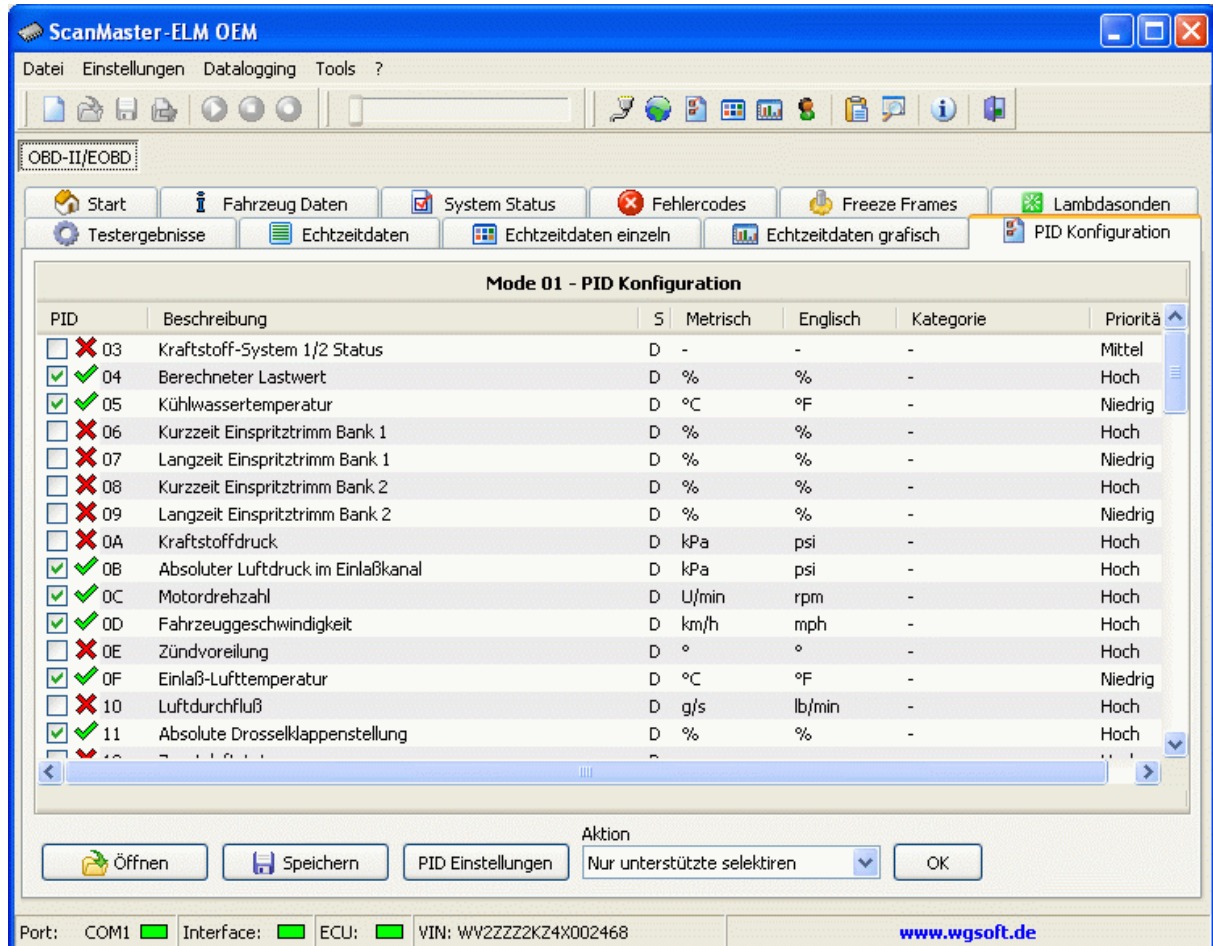 ScanMaster-ELM OEM
Datei Einstellungen Datalogging Tools ?
OBD-II/EOBD
Start Fahrzeug Daten System Status Fehlercodes Freeze Frames Lambdasonden
Testergebnisse Echtzeitdaten Echtzeitdaten einzeln Echtzeitdaten grafisch PID Konfiguration
Mode 01 - PID Konfiguration
PID Beschreibung S Metrisch Englisch Kategorie Prioritä
03 Kraftstoff-System 1/2 Status D - - - Mittel
04 Berechneter Lastwert D % % - Hoch
05 Kühlwassertemperatur D °C °F - Niedrig
06 Kurzzeit Einspritztrimm Bank 1 D % % - Hoch
07 Langzeit Einspritztrimm Bank 1 D % % - Niedrig
08 Kurzzeit Einspritztrimm Bank 2 D % % - Hoch
09 Langzeit Einspritztrimm Bank 2 D % % - Niedrig
0A Kraftstoffdruck D kPa psi - Hoch
0B Absoluter Luftdruck im Einlaßkanal D kPa psi - Hoch
0C Motordrehzahl D U/min rpm - Hoch
0D Fahrzeuggeschwindigkeit D km/h mph - Hoch
0E Zündvoreilung D ° ° - Hoch
0F Einlaß-Lufttemperatur D °C °F - Niedrig
10 Luftdurchfluß D g/s lb/min - Hoch
11 Absolute Drosselklappenstellung D % % - Hoch
Aktion
Öffnen Speichern PID Einstellungen Nur unterstützte selektiren OK
Port: COM1 Interface: ECU: VIN: WV2ZZZ2KZ4X002468 www.wgsoft.de